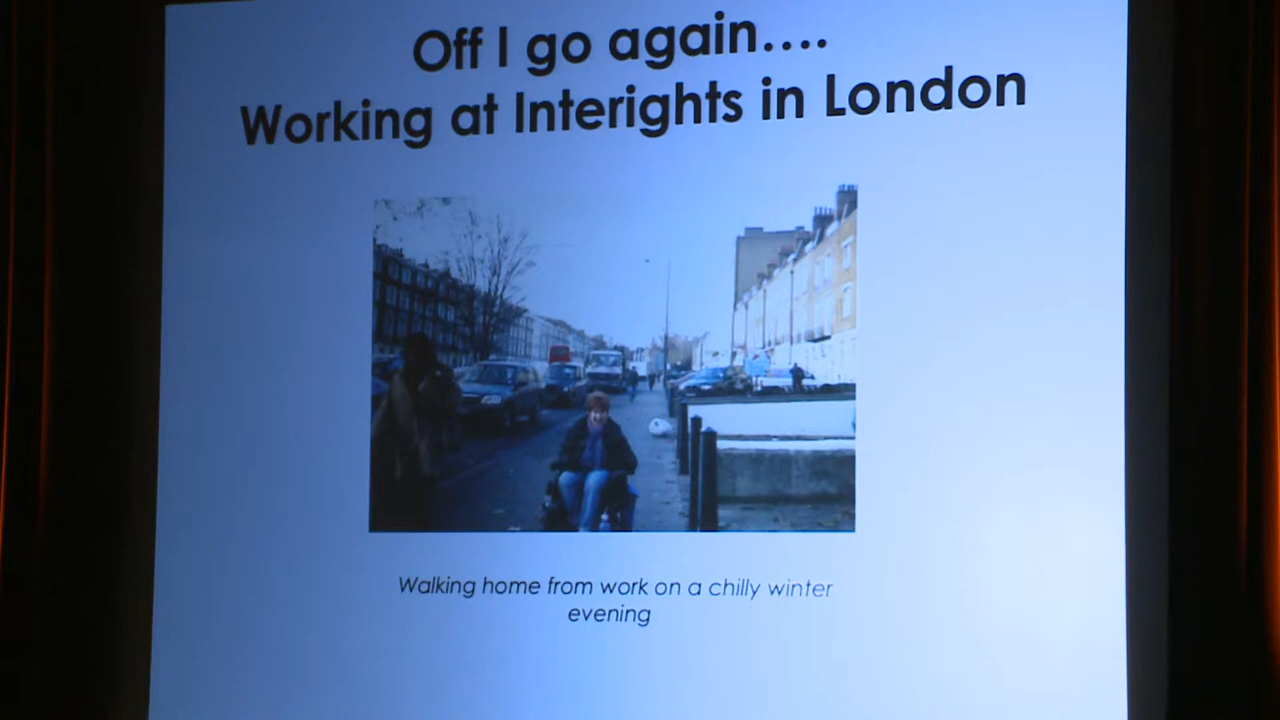 Off I go again....
Working at Interights in London
Walking home from work on a chilly winter
evening